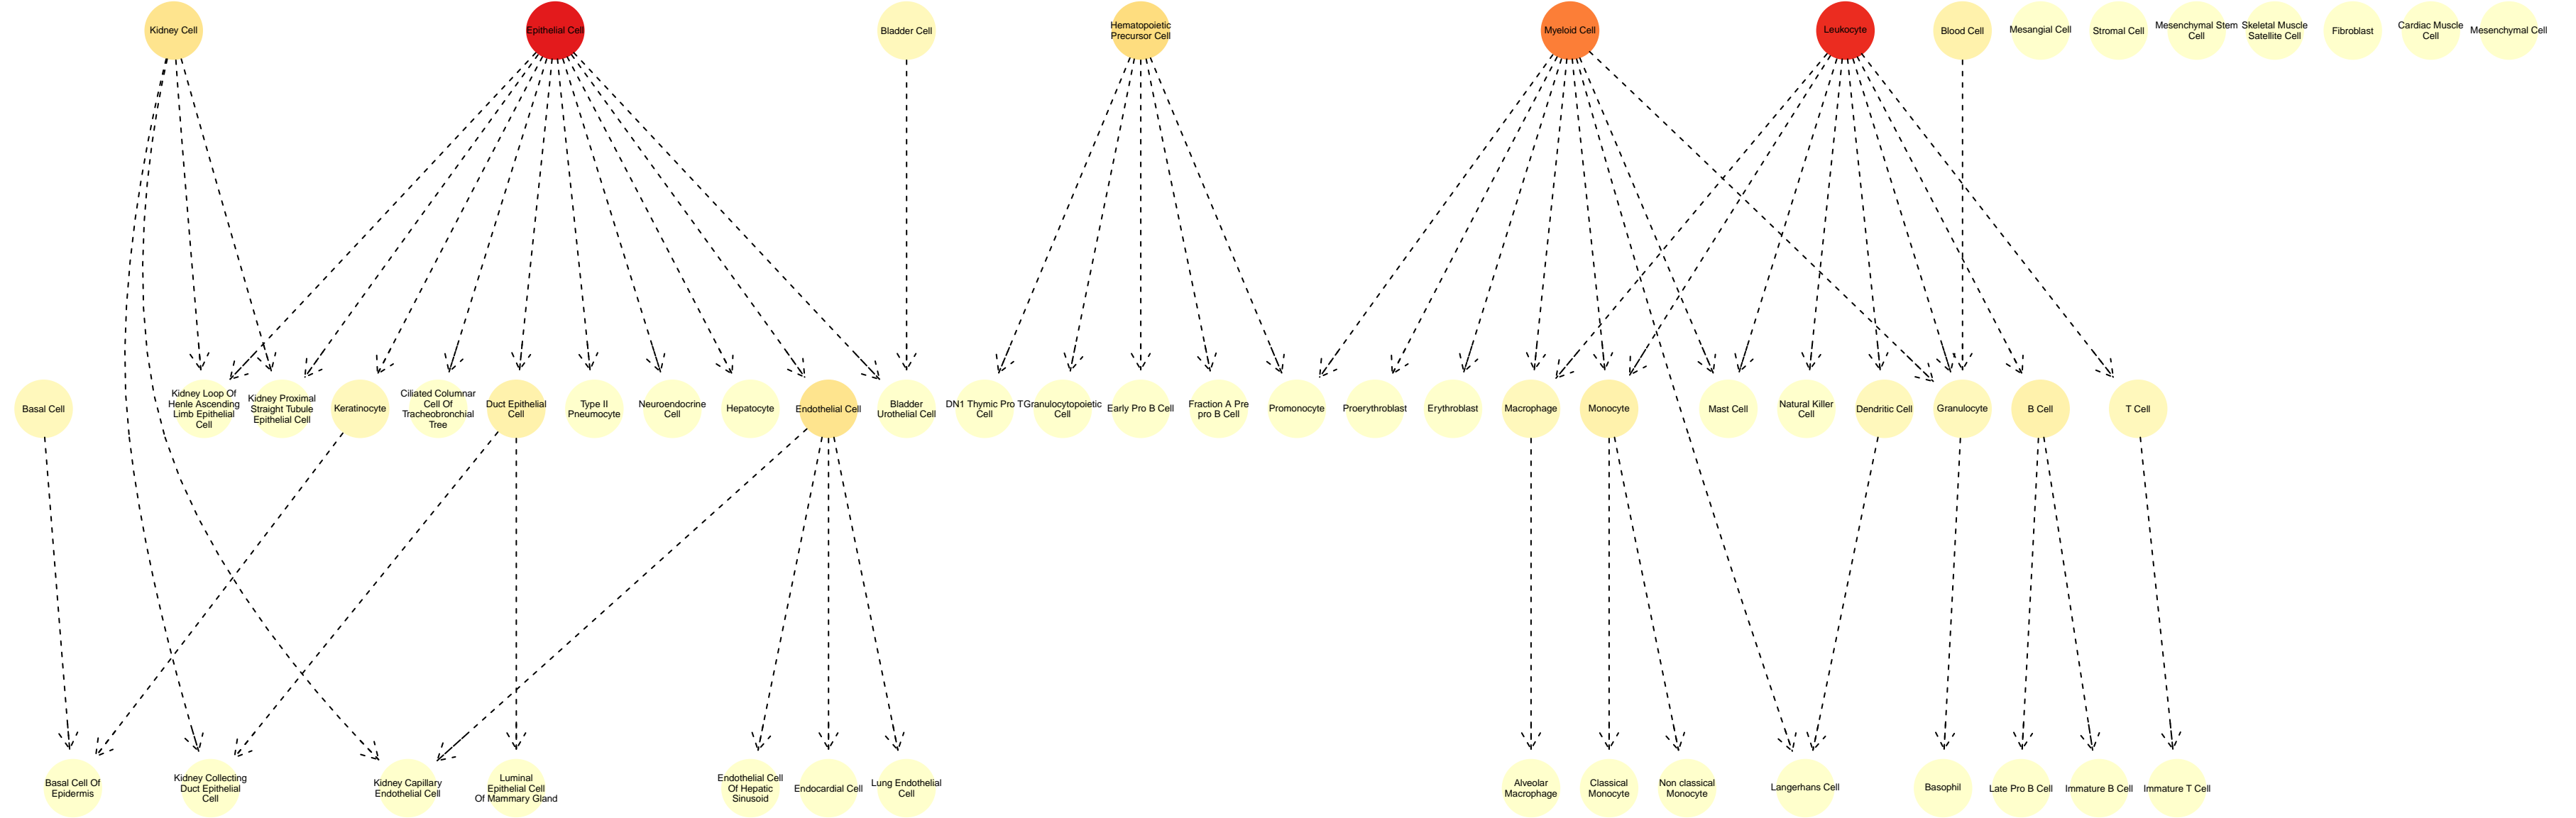 Kidney Cell
Epithelial Cell
Bladder Cell
Hematopoietic
Precursor Cell
Myeloid Cell
Leukocyte
Blood Cell
Mesangial Cell
Stromal Cell
Mesenchymal Stem
Cell
Skeletal Muscle
Satellite Cell
Fibroblast
Cardiac Muscle
Cell
Mesenchymal Cell
Basal Cell
Kidney Loop Of
Henle Ascending
Limb Epithelial
Cell
Kidney Proximal
Straight Tubule
Epithelial Cell
Keratinocyte
Ciliated Columnar
Cell Of
Tracheobronchial
Tree
Duct Epithelial
Cell
Type II
Pneumocyte
Neuroendocrine
Cell
Hepatocyte
Endothelial Cell
Bladder
Urothelial Cell
DN1 Thymic Pro T
Cell
Granulocytopoietic
Cell
Early Pro B Cell
Fraction A Pre
pro B Cell
Promonocyte
Proerythroblast
Erythroblast
Macrophage
Monocyte
Mast Cell
Natural Killer
Cell
Dendritic Cell
Granulocyte
B Cell
T Cell
Basal Cell Of
Epidermis
Kidney Collecting
Duct Epithelial
Cell
Kidney Capillary
Endothelial Cell
Luminal
Epithelial Cell
Of Mammary Gland
Endothelial Cell
Of Hepatic
Sinusoid
Endocardial Cell
Lung Endothelial
Cell
Alveolar
Macrophage
Classical
Monocyte
Non classical
Monocyte
Langerhans Cell
Basophil
Late Pro B Cell
Immature B Cell
Immature T Cell